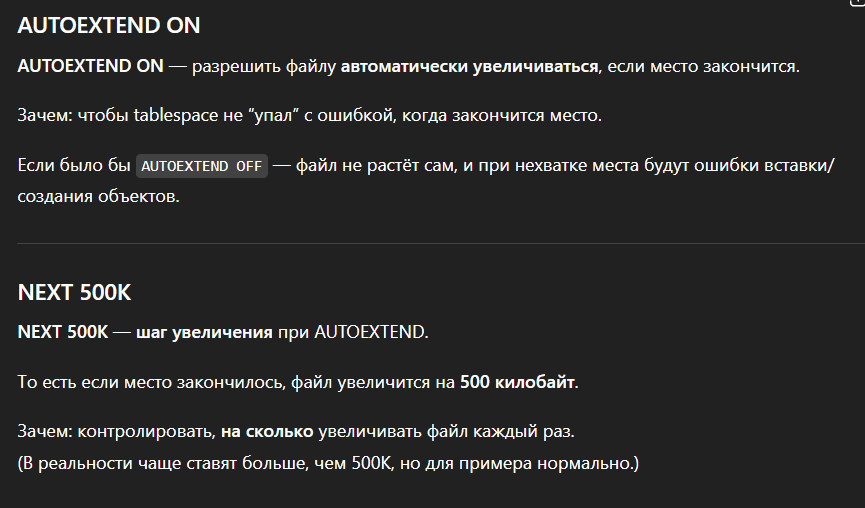 AUTOEXTEND ON
AUTOEXTEND ON — разрешить файлу автоматически увеличиваться, если место закончится.
Зачем: чтобы tablespace не “упал” с ошибкой, когда закончится место.
Если было бы AUTOEXTEND OFF — файл не растёт сам, и при нехватке места будут ошибки вставки/
создания объектов.
NEXT 500K
NEXT 500K — шаг увеличения при AUTOEXTEND.
То есть если место закончилось, файл увеличится на 500 килобайт.
Зачем: контролировать, на сколько увеличивать файл каждый раз.
(В реальности чаще ставят больше, чем 500K, но для примера нормально.)